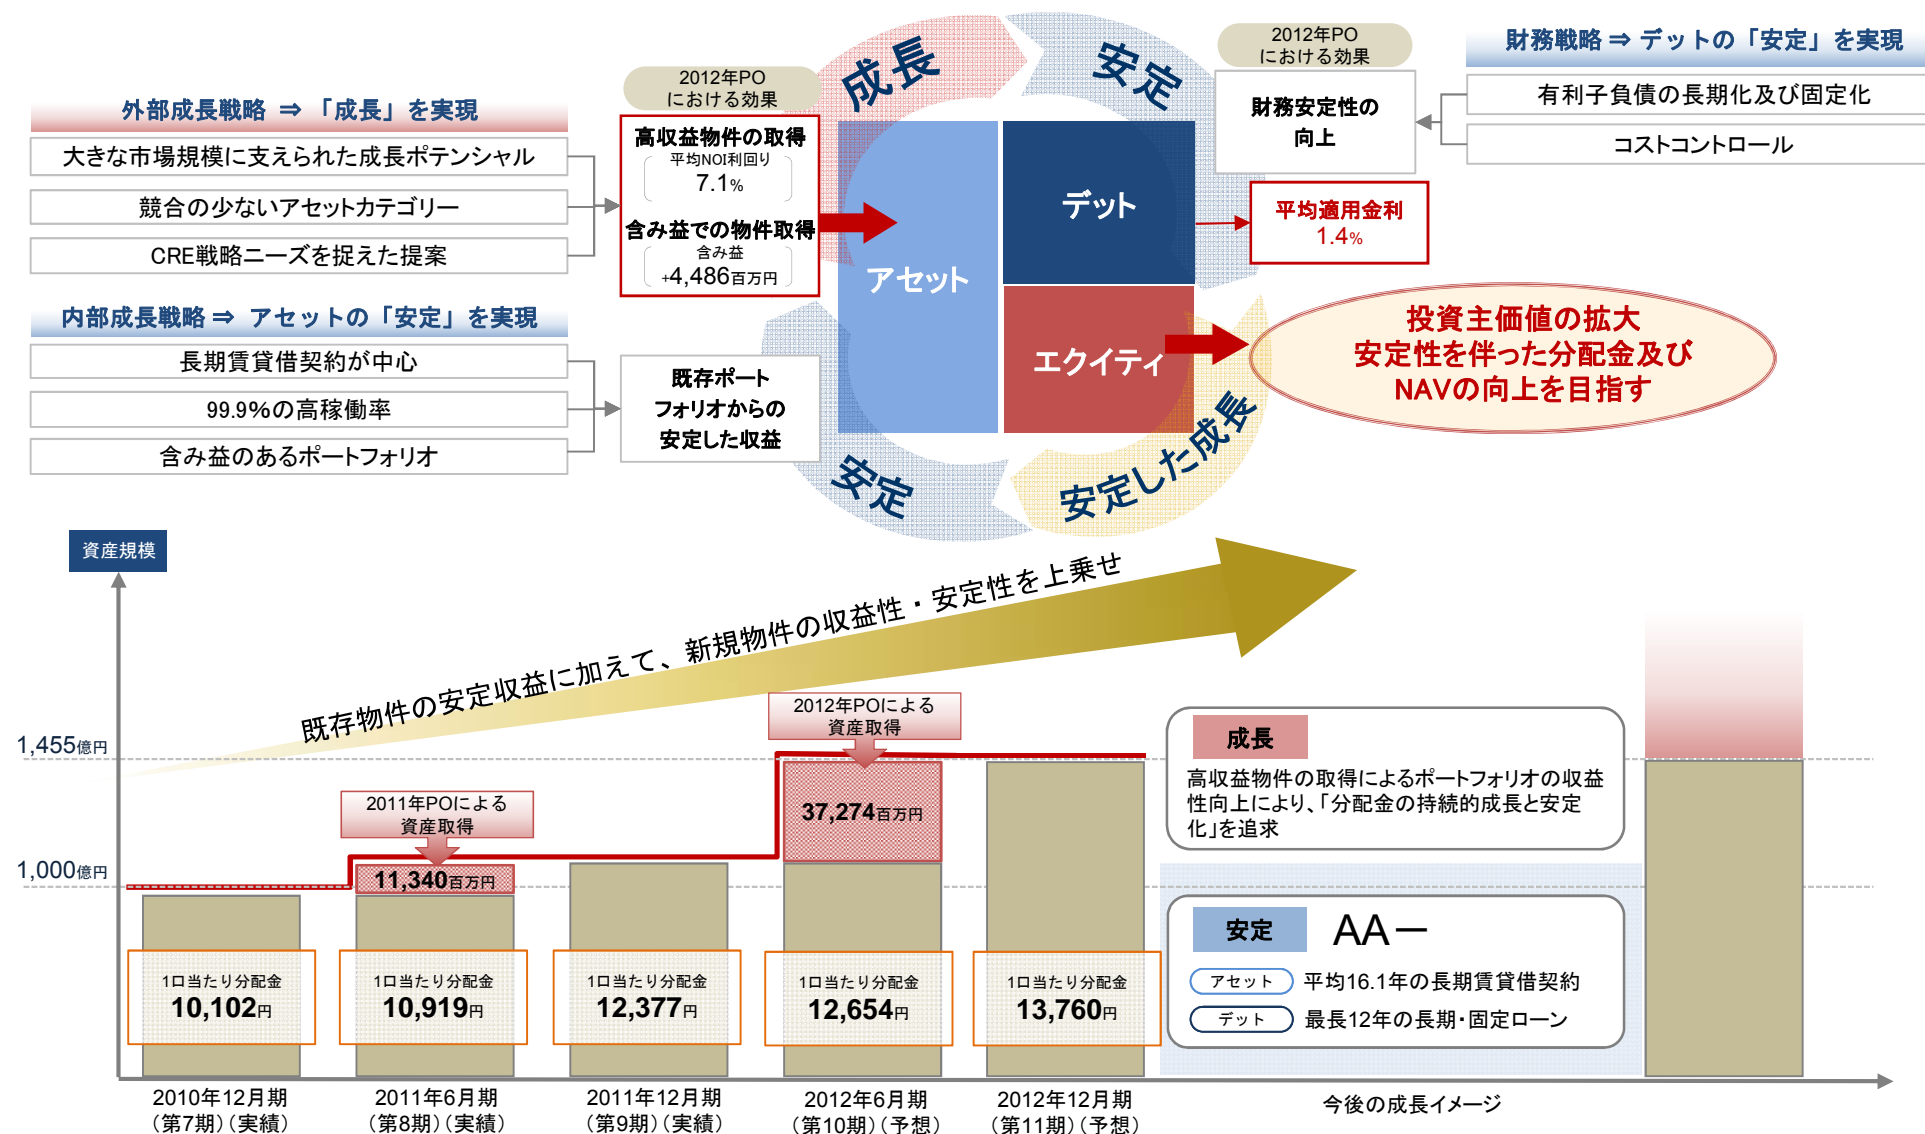 外部成長戦略 ⇒ 「成長」を実現
大きな市場規模に支えられた成長ポテンシャル
競合の少ないアセットカテゴリー
CRE戦略ニーズを捉えた提案
内部成長戦略 ⇒ アセットの「安定」を実現
長期賃貸借契約が中心
99.9%の高稼働率
含み益のあるポートフォリオ
2012年PO
における効果
高収益物件の取得
平均NOI利回り
7.1%
含み益での物件取得
含み益
+4,486百万円
既存ポート
フォリオからの
安定した収益
成長
安定
安定
安定した成長
アセット
デット
エクイティ
2012年PO
における効果
財務安定性の
向上
平均適用金利
1.4%
財務戦略 ⇒ デットの「安定」を実現
有利子負債の長期化及び固定化
コストコントロール
投資主価値の拡大
安定性を伴った分配金及び
NAVの向上を目指す
資産規模
既存物件の安定収益に加えて、新規物件の収益性・安定性を上乗せ
1,455億円
1,000億円
2011年POによる
資産取得
11,340百万円
2012年POによる
資産取得
37,274百万円
1口当たり分配金
10,102円
1口当たり分配金
10,919円
1口当たり分配金
12,377円
1口当たり分配金
12,654円
1口当たり分配金
13,760円
成長
高収益物件の取得によるポートフォリオの収益
性向上により、「分配金の持続的成長と安定
化」を追求
安定 AA－
アセット 平均16.1年の長期賃貸借契約
デット 最長12年の長期・固定ローン
2010年12月期
（第7期）（実績）
2011年6月期
（第8期）（実績）
2011年12月期
（第9期）（実績）
2012年6月期
（第10期）（予想）
2012年12月期
（第11期）（予想）
今後の成長イメージ